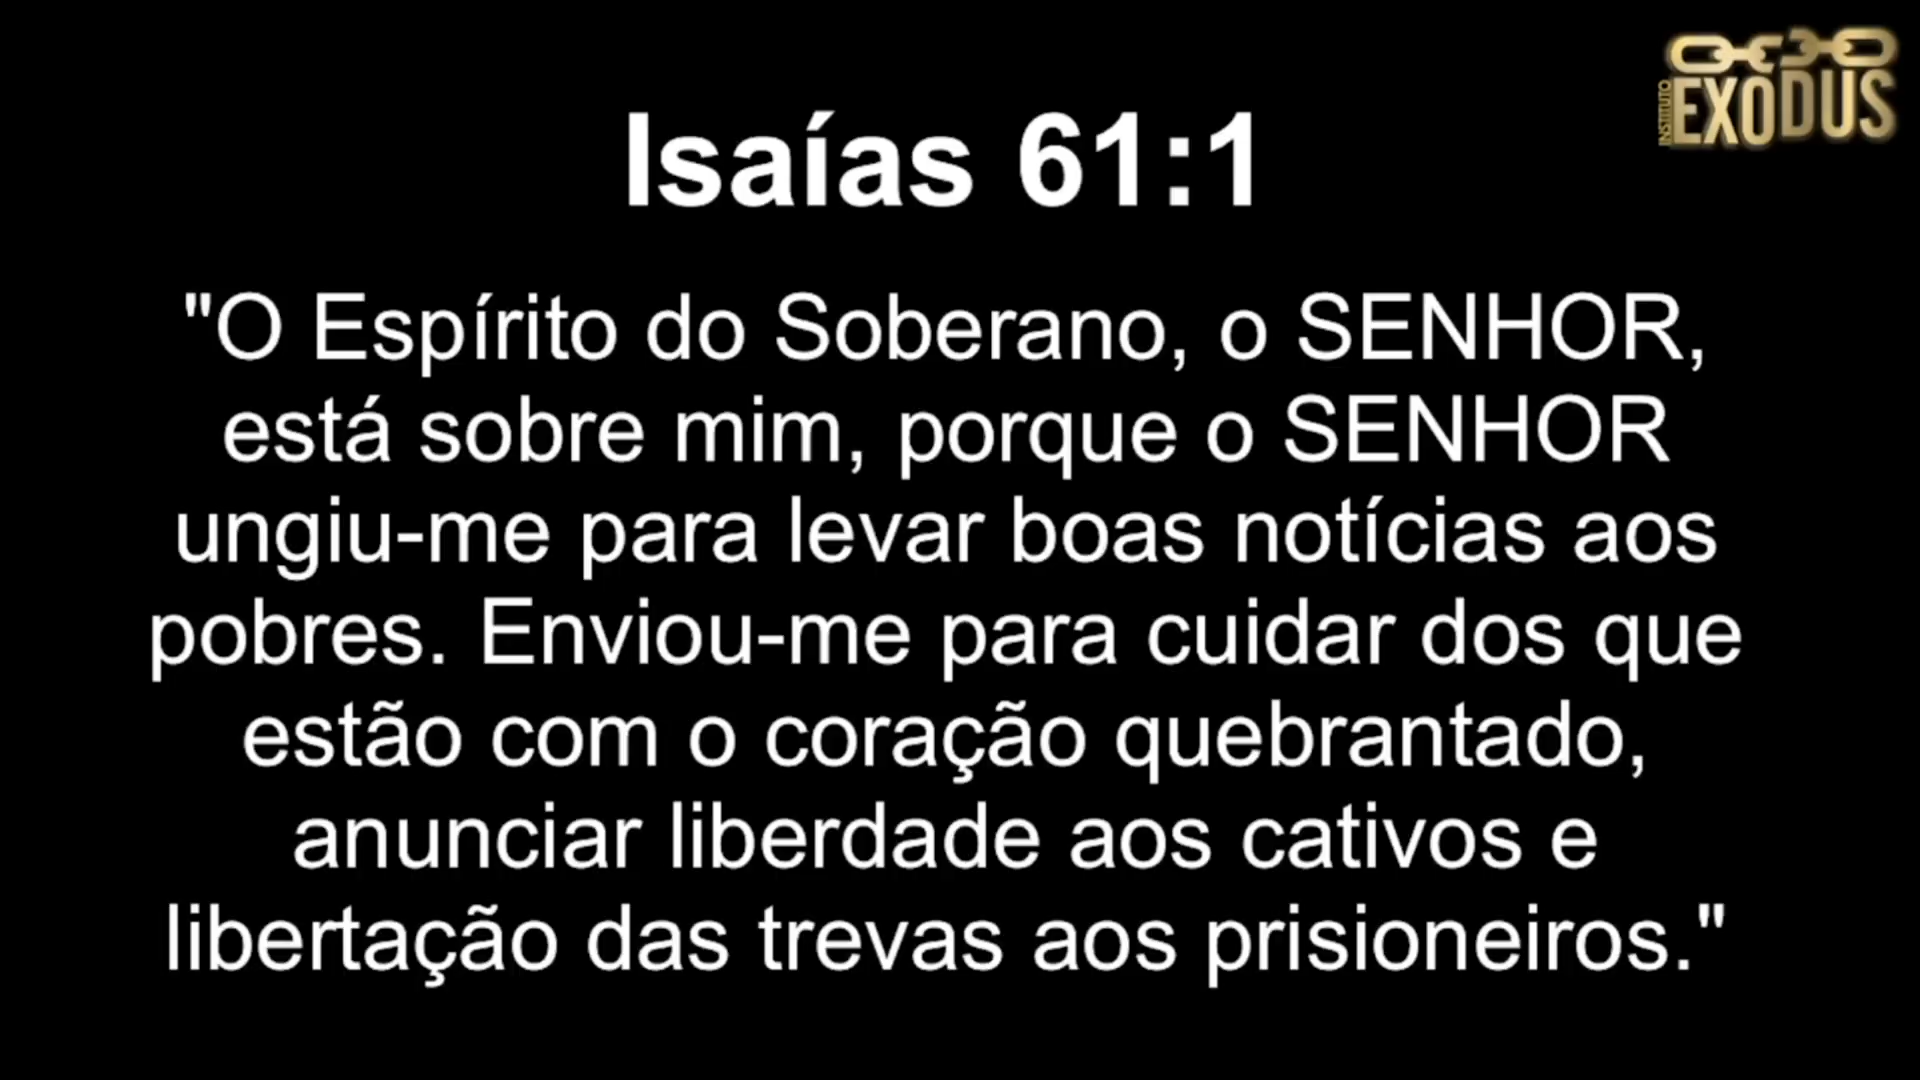 INSTITUTO
EXODUS
Isaías 61:1
"O Espírito do Soberano, o SENHOR,
está sobre mim, porque o SENHOR
ungiu-me para levar boas notícias aos
pobres. Enviou-me para cuidar dos que
estão com o coração quebrantado,
anunciar liberdade aos cativos e
libertação das trevas aos prisioneiros."